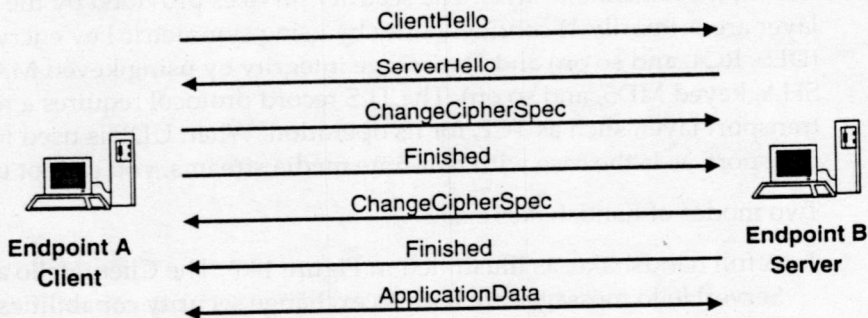 ClientHello
ServerHello
ChangeCipherSpec
Finished
ChangeCipherSpec
Finished
ApplicationData
Endpoint A
Client
Endpoint B
Server